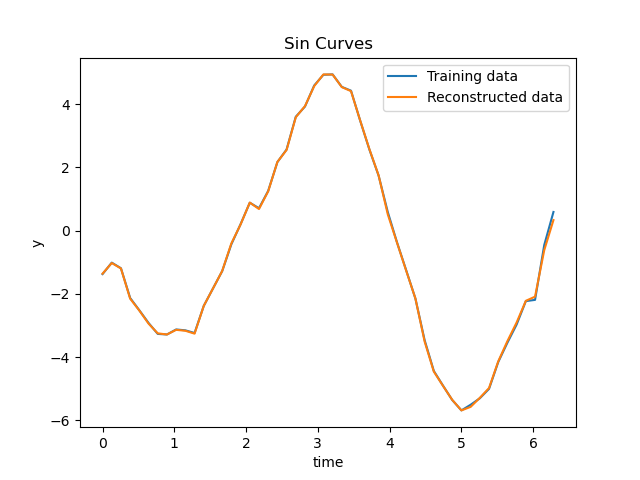 Sin Curves
Training data
Reconstructed data
4
2
0
−2
−4
−6
y
0 1 2 3 4 5 6
time